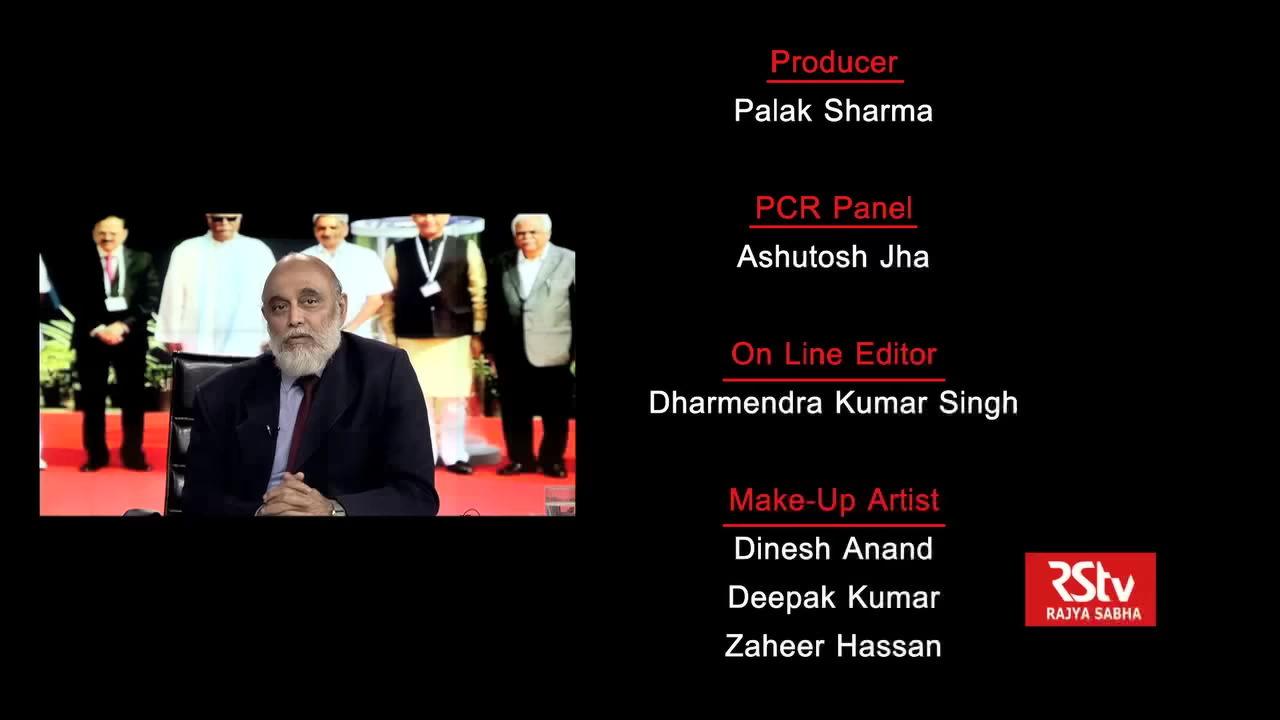 Producer
Palak Sharma
PCR Panel
Ashutosh Jha
On Line Editor
Dharmendra Kumar Singh
Make-Up Artist
Dinesh Anand
Deepak Kumar
Zaheer Hassan
RStv
RAJYA SABHA